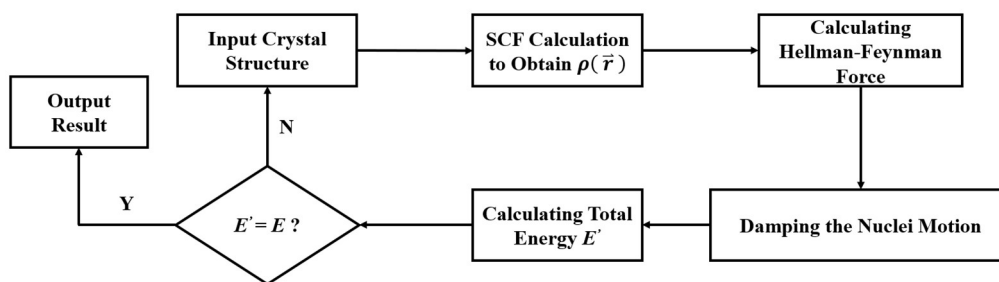 Input Crystal
Structure
SCF Calculation
to Obtain ρ(r⃗)
Calculating
Hellman-Feynman
Force
Output
Result
N
Y
E' = E ?
Calculating Total
Energy E'
Damping the Nuclei Motion